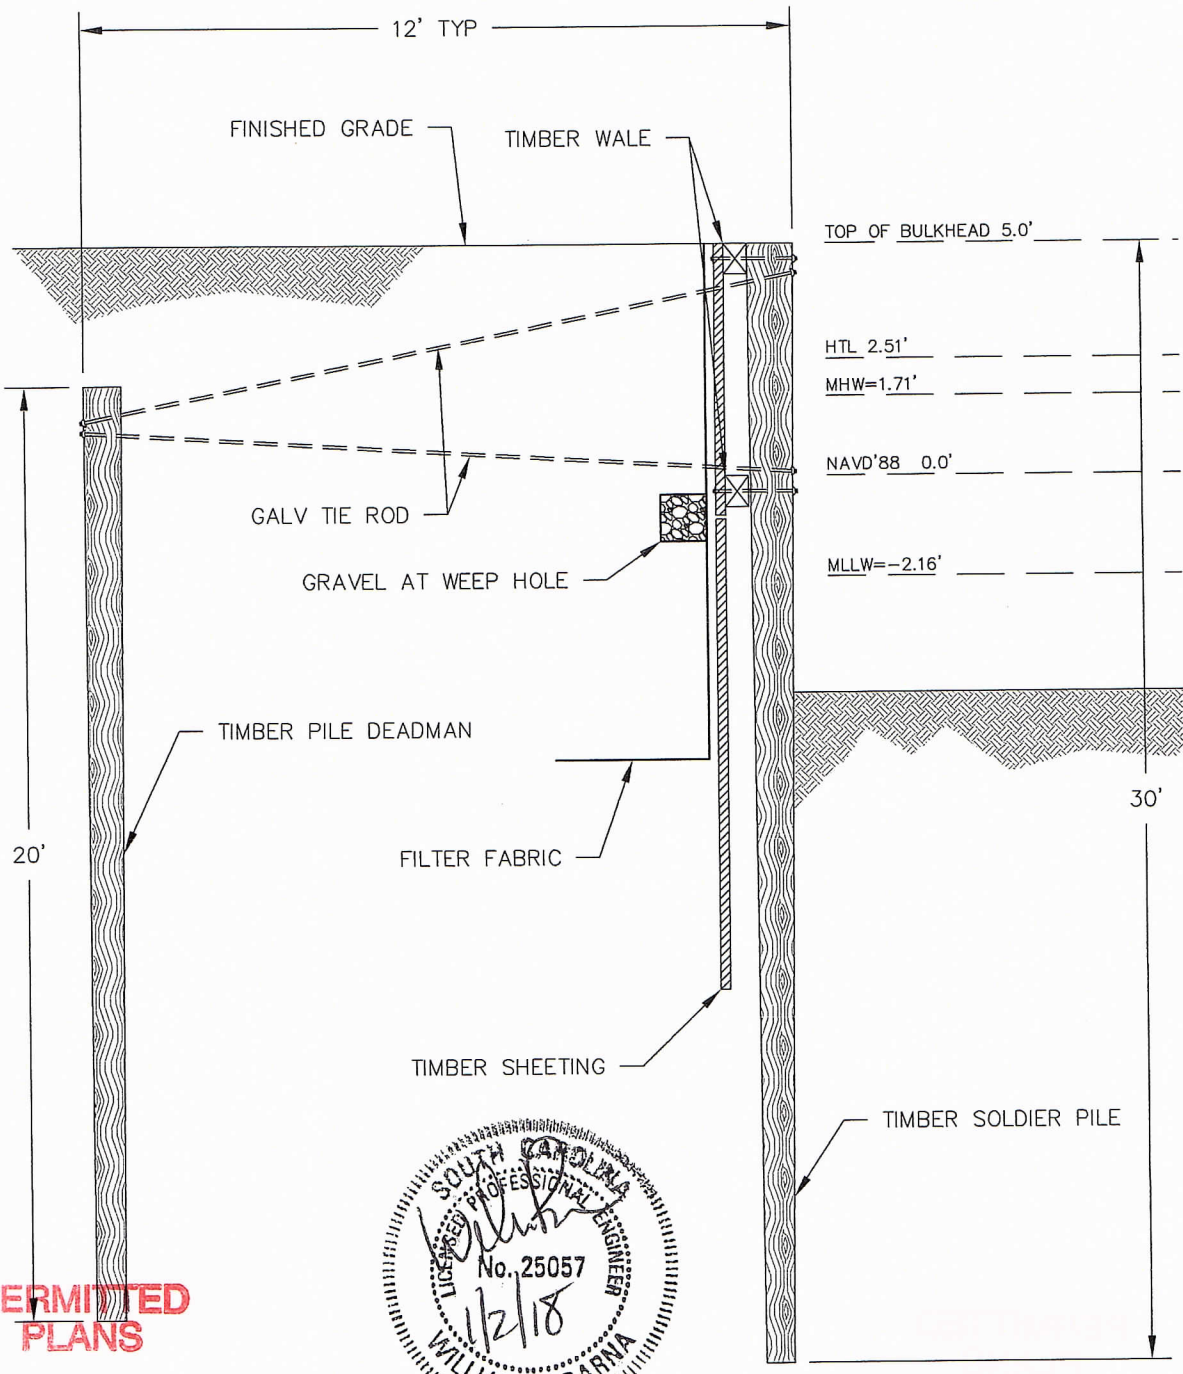 12' TYP
FINISHED GRADE
TIMBER WALE
TOP OF BULKHEAD 5.0'
HTL 2.51'
MHW=1.71'
NAVD'88 0.0'
GALV TIE ROD
GRAVEL AT WEEP HOLE
MLLW=-2.16'
TIMBER PILE DEADMAN
30'
20'
FILTER FABRIC
TIMBER SHEETING
TIMBER SOLDIER PILE
SOUTH CAROLINA
LICENSED PROFESSIONAL ENGINEER
No. 25057
1/2/18
ERMITTED
PLANS